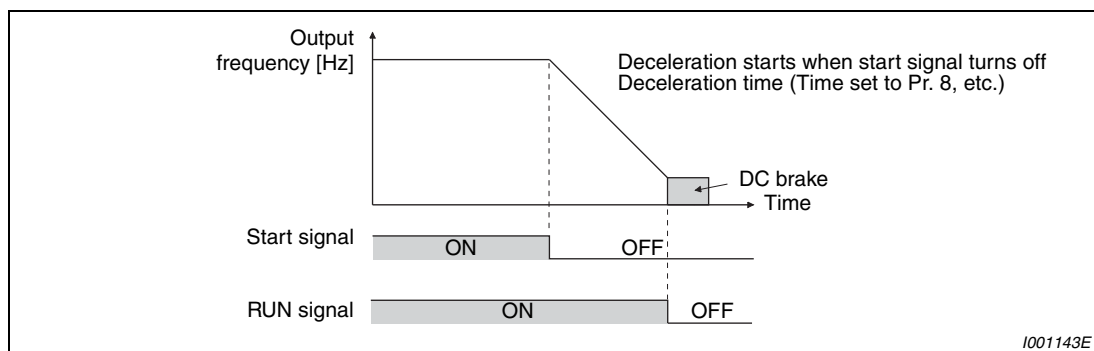 Output
frequency [Hz]
Deceleration starts when start signal turns off
Deceleration time (Time set to Pr. 8, etc.)
DC brake
Time
Start signal
ON
OFF
RUN signal
ON
OFF
I001143E